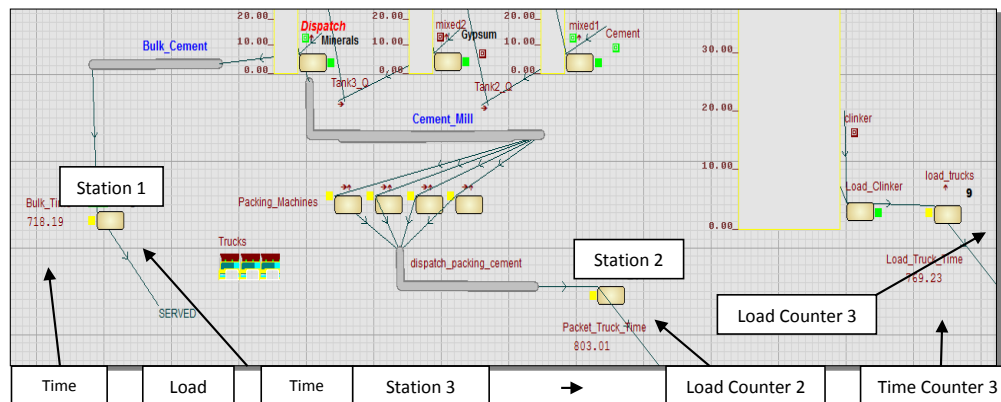 20.00
10.00
0.00
Dispatch
Minerals
20.00
10.00
0.00
mixed2
Gypsum
20.00
10.00
0.00
mixed1
Cement
30.00
20.00
10.00
0.00
Bulk_Cement
Tank3_Q
Tank2_Q
Cement_Mill
clinker
Load_Clinker
load_trucks
9
Station 1
Bulk_Ti
718.19
Packing_Machines
Trucks
dispatch_packing_cement
Station 2
SERVED
Packet_Truck_Time
803.01
Load_Truck_Time
769.23
Load Counter 3
Time
Load
Time
Station 3
Load Counter 2
Time Counter 3